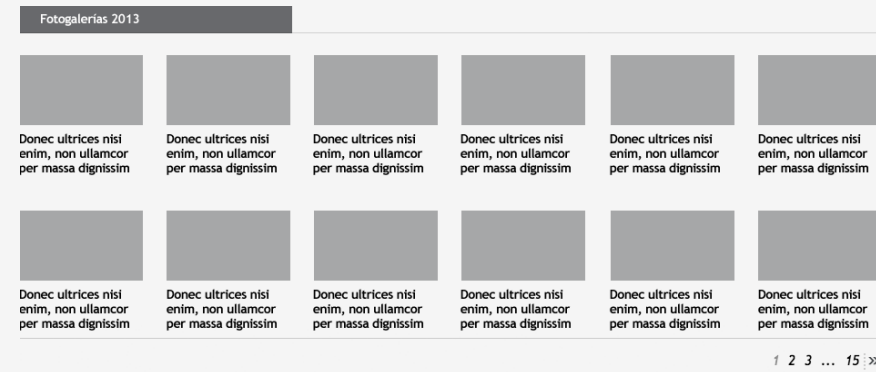 Fotogalerías 2013
Donec ultrices nisi
enim, non ullamcor
per massa dignissim
Donec ultrices nisi
enim, non ullamcor
per massa dignissim
Donec ultrices nisi
enim, non ullamcor
per massa dignissim
Donec ultrices nisi
enim, non ullamcor
per massa dignissim
Donec ultrices nisi
enim, non ullamcor
per massa dignissim
Donec ultrices nisi
enim, non ullamcor
per massa dignissim
Donec ultrices nisi
enim, non ullamcor
per massa dignissim
Donec ultrices nisi
enim, non ullamcor
per massa dignissim
Donec ultrices nisi
enim, non ullamcor
per massa dignissim
Donec ultrices nisi
enim, non ullamcor
per massa dignissim
Donec ultrices nisi
enim, non ullamcor
per massa dignissim
Donec ultrices nisi
enim, non ullamcor
per massa dignissim
1 2 3 ... 15 »